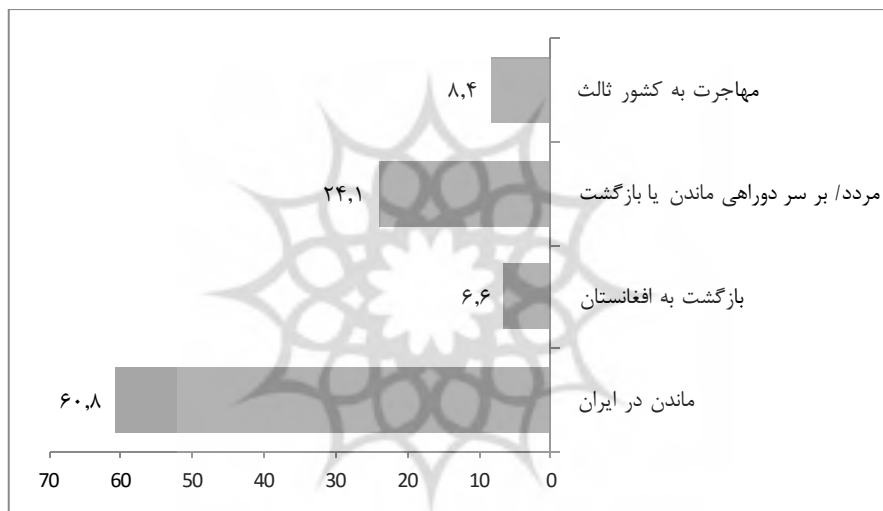 مهاجرت به کشور ثالث
۸,۴
مردد/ بر سر دوراهی ماندن یا بازگشت
۲۴,۱
بازگشت به افغانستان
۶,۶
ماندن در ایران
۶۰,۸
70 60 50 40 30 20 10 0